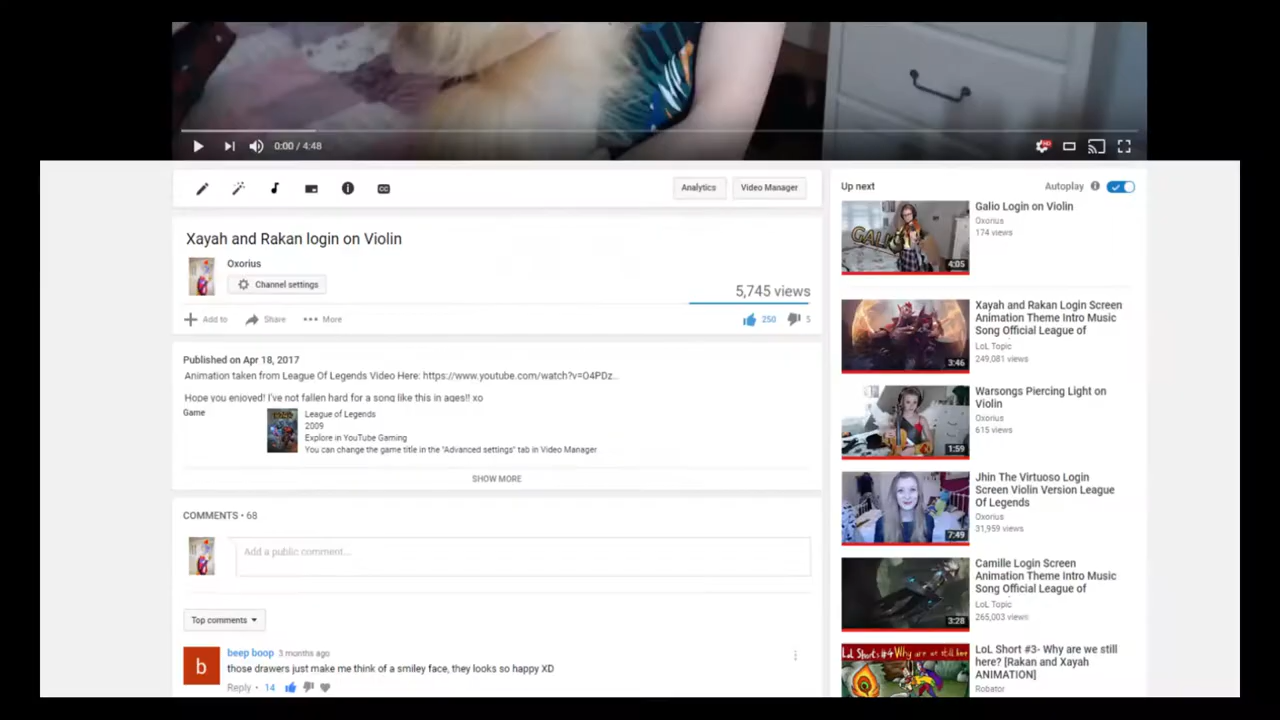 0:00 / 4:48
Analytics
Video Manager
Xayah and Rakan login on Violin
Oxorius
Channel settings
5,745 views
Add to
Share
More
250
5
Published on Apr 18, 2017
Animation taken from League Of Legends Video Here: https://www.youtube.com/watch?v=O4PDz...
Hope you enjoyed! I've not fallen hard for a song like this in ages!! xo
Game
League of Legends
2009
Explore in YouTube Gaming
You can change the game title in the "Advanced settings" tab in Video Manager
SHOW MORE
COMMENTS • 68
Add a public comment...
Top comments
b
beep boop 3 months ago
those drawers just make me think of a smiley face, they looks so happy XD
Reply • 14
Up next
Autoplay
GALIO
4:05
Galio Login on Violin
Oxorius
174 views
3:46
Xayah and Rakan Login Screen
Animation Theme Intro Music
Song Official League of
LoL Topic
249,081 views
1:59
Warsongs Piercing Light on
Violin
Oxorius
615 views
7:49
Jhin The Virtuoso Login
Screen Violin Version League
Of Legends
Oxorius
31,959 views
3:28
Camille Login Screen
Animation Theme Intro Music
Song Official League of
LoL Topic
265,003 views
LoL Shorts #4 Why are we still here
LoL Short #3- Why are we still
here? [Rakan and Xayah
ANIMATION]
Robator